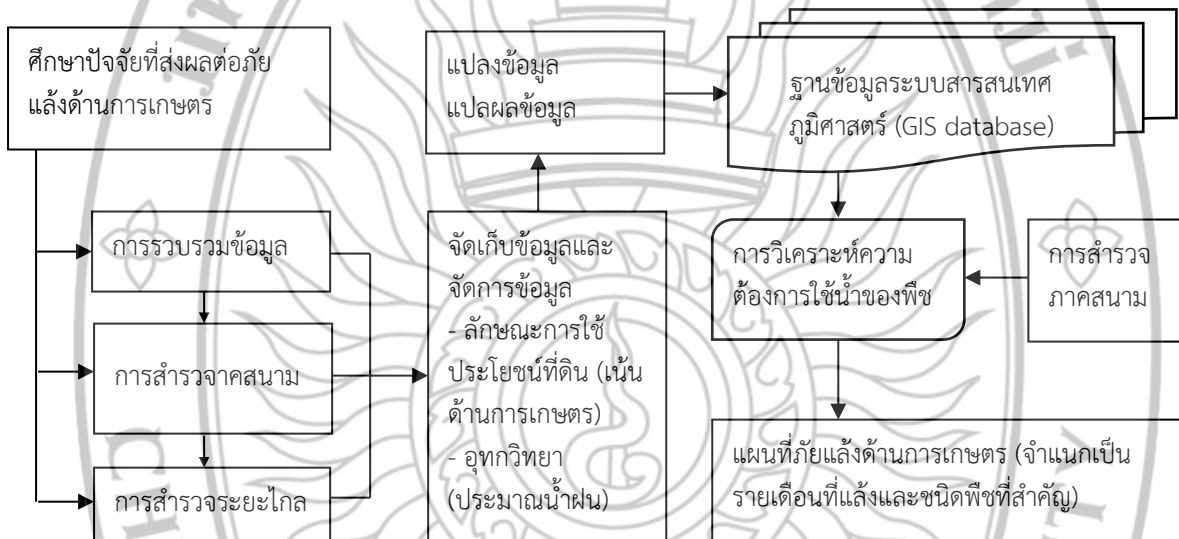 ศึกษาปัจจัยที่ส่งผลต่อภัย
แล้งด้านการเกษตร
การรวบรวมข้อมูล
การสำรวจาคสนาม
การสำรวจระยะไกล
จัดเก็บข้อมูลและ
จัดการข้อมูล
- ลักษณะการใช้
ประโยชน์ที่ดิน (เน้น
ด้านการเกษตร)
- อุทกวิทยา
(ประมาณน้ำฝน)
แปลงข้อมูล
แปลผลข้อมูล
ฐานข้อมูลระบบสารสนเทศ
ภูมิศาสตร์ (GIS database)
การวิเคราะห์ความ
ต้องการใช้น้ำของพืช
การสำรวจ
ภาคสนาม
แผนที่ภัยแล้งด้านการเกษตร (จำแนกเป็น
รายเดือนที่แล้งและชนิดพืชที่สำคัญ)